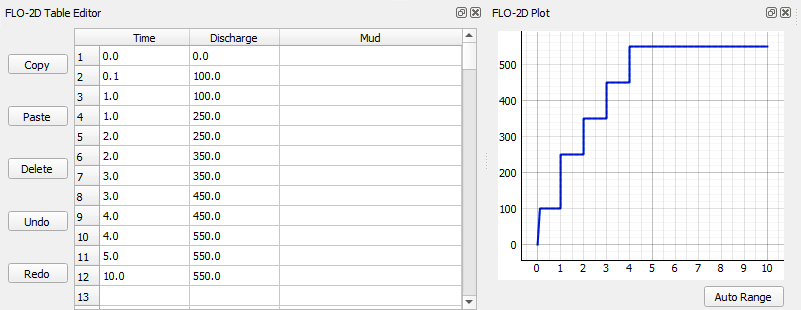 FLO-2D Table Editor
Time Discharge Mud
1 0.0 0.0
2 0.1 100.0
3 1.0 100.0
4 1.0 250.0
5 2.0 250.0
6 2.0 350.0
7 3.0 350.0
8 3.0 450.0
9 4.0 450.0
10 4.0 550.0
11 5.0 550.0
12 10.0 550.0
13
Copy
Paste
Delete
Undo
Redo
FLO-2D Plot
500
400
300
200
100
0
0 1 2 3 4 5 6 7 8 9 10
Auto Range